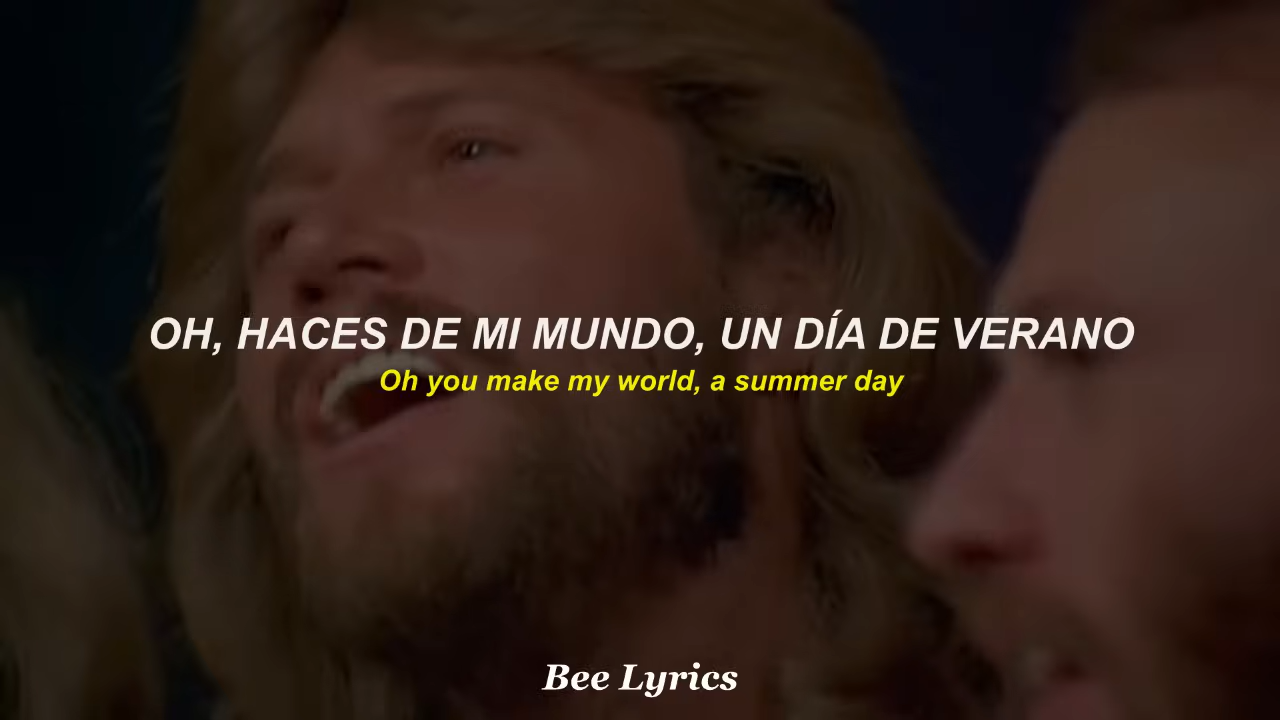 OH, HACES DE MI MUNDO, UN DÍA DE VERANO
Oh you make my world, a summer day
Bee Lyrics